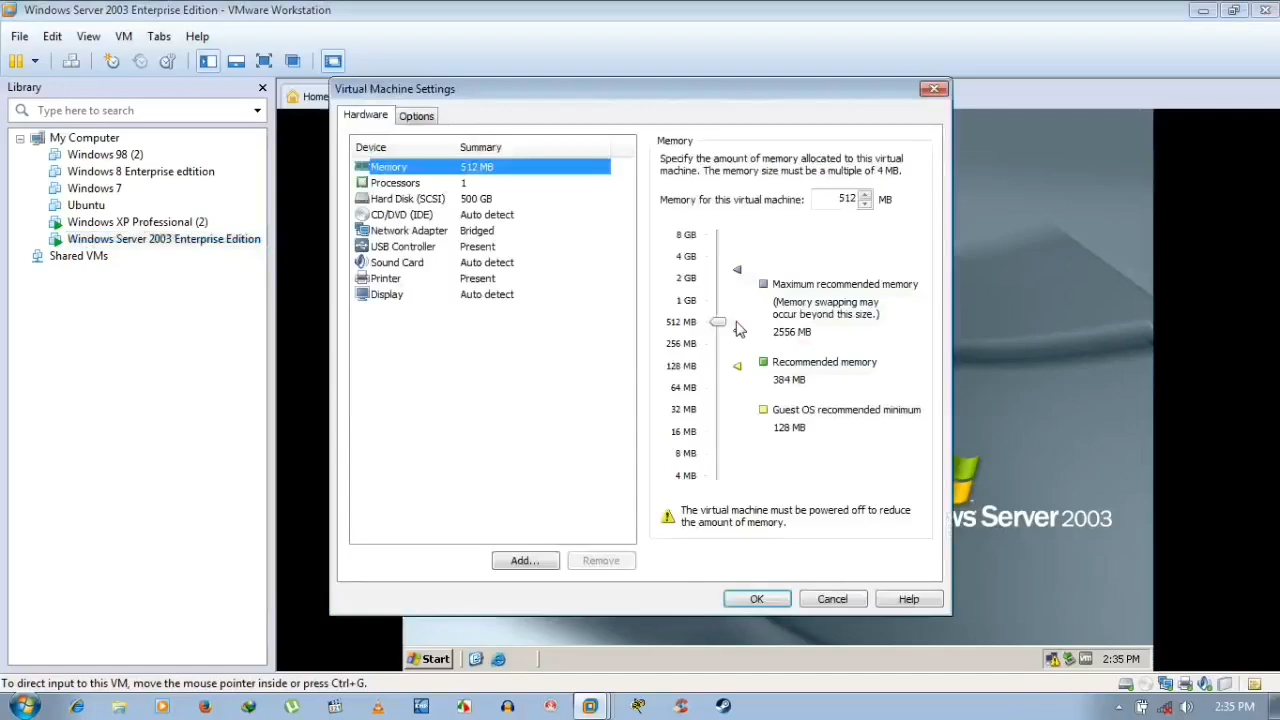 Windows Server 2003 Enterprise Edition - VMware Workstation
File Edit View VM Tabs Help
Library
Home
Type here to search
My Computer
Windows 98 (2)
Windows 8 Enterprise edtition
Windows 7
Ubuntu
Windows XP Professional (2)
Windows Server 2003 Enterprise Edition
Shared VMs
Virtual Machine Settings
Hardware Options
Device Summary
Memory 512 MB
Processors 1
Hard Disk (SCSI) 500 GB
CD/DVD (IDE) Auto detect
Network Adapter Bridged
USB Controller Present
Sound Card Auto detect
Printer Present
Display Auto detect
Add... Remove
Memory
Specify the amount of memory allocated to this virtual
machine. The memory size must be a multiple of 4 MB.
Memory for this virtual machine: 512 MB
8 GB
4 GB
2 GB
1 GB
512 MB
256 MB
128 MB
64 MB
32 MB
16 MB
8 MB
4 MB
Maximum recommended memory
(Memory swapping may
occur beyond this size.)
2556 MB
Recommended memory
384 MB
Guest OS recommended minimum
128 MB
The virtual machine must be powered off to reduce
the amount of memory.
OK Cancel Help
ws Server 2003
Start
2:35 PM
To direct input to this VM, move the mouse pointer inside or press Ctrl+G.
2:35 PM